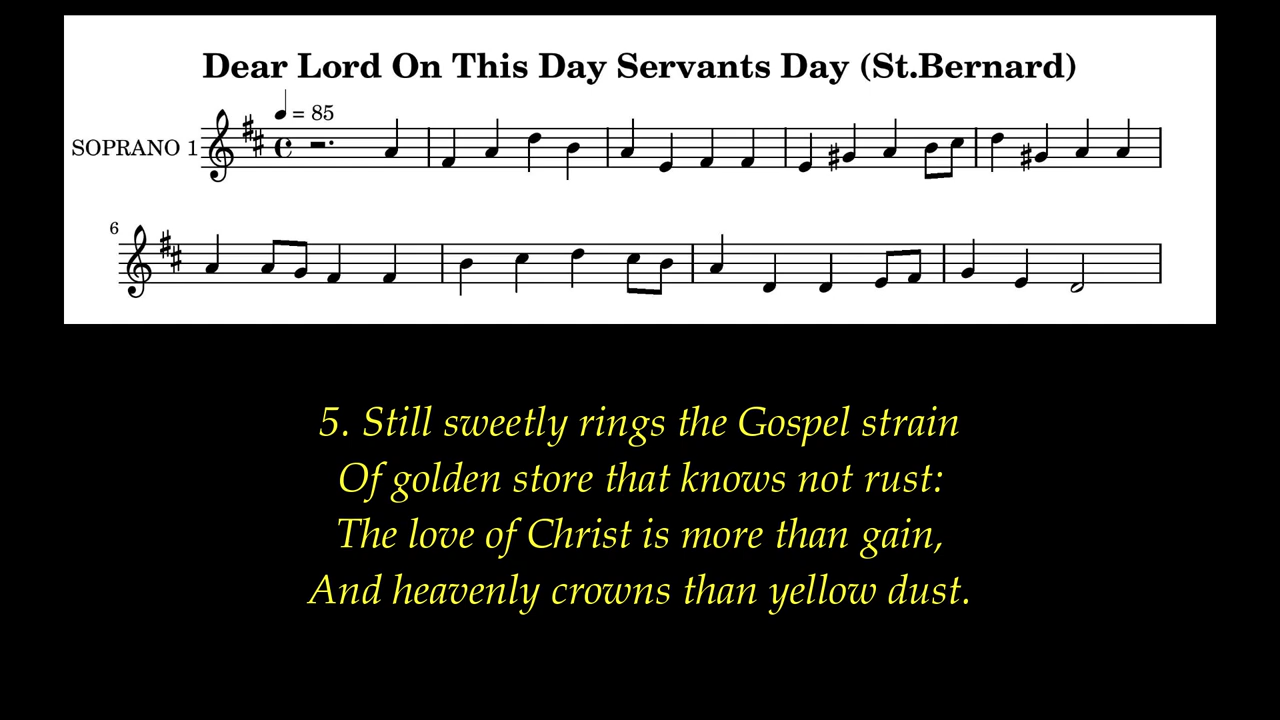 Dear Lord On This Day Servants Day (St.Bernard)
= 85
SOPRANO 1
6
5. Still sweetly rings the Gospel strain
Of golden store that knows not rust:
The love of Christ is more than gain,
And heavenly crowns than yellow dust.